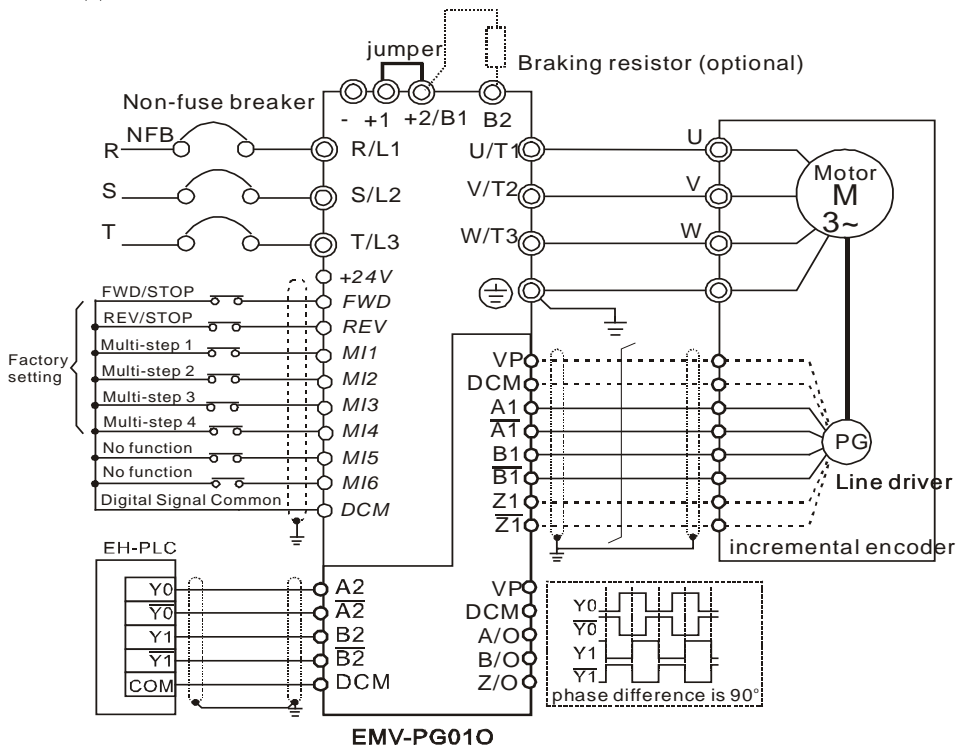 jumper
Braking resistor (optional)
Non-fuse breaker
- +1 +2/B1 B2
NFB
R
R/L1
U/T1
U
S
S/L2
V/T2
V
T
T/L3
W/T3
W
Motor
M
3~
+24V
FWD/STOP
FWD
REV/STOP
REV
Multi-step 1
MI1
Multi-step 2
MI2
Multi-step 3
MI3
Multi-step 4
MI4
No function
MI5
No function
MI6
Digital Signal Common
DCM
Factory
setting
VP
DCM
A1
A1
B1
B1
Z1
Z1
PG
Line driver
incremental encoder
EH-PLC
Y0
A2
Y0
A2
Y1
B2
Y1
B2
COM
DCM
VP
DCM
A/O
B/O
Z/O
Y0
Y0
Y1
Y1
phase difference is 90°
EMV-PG01O